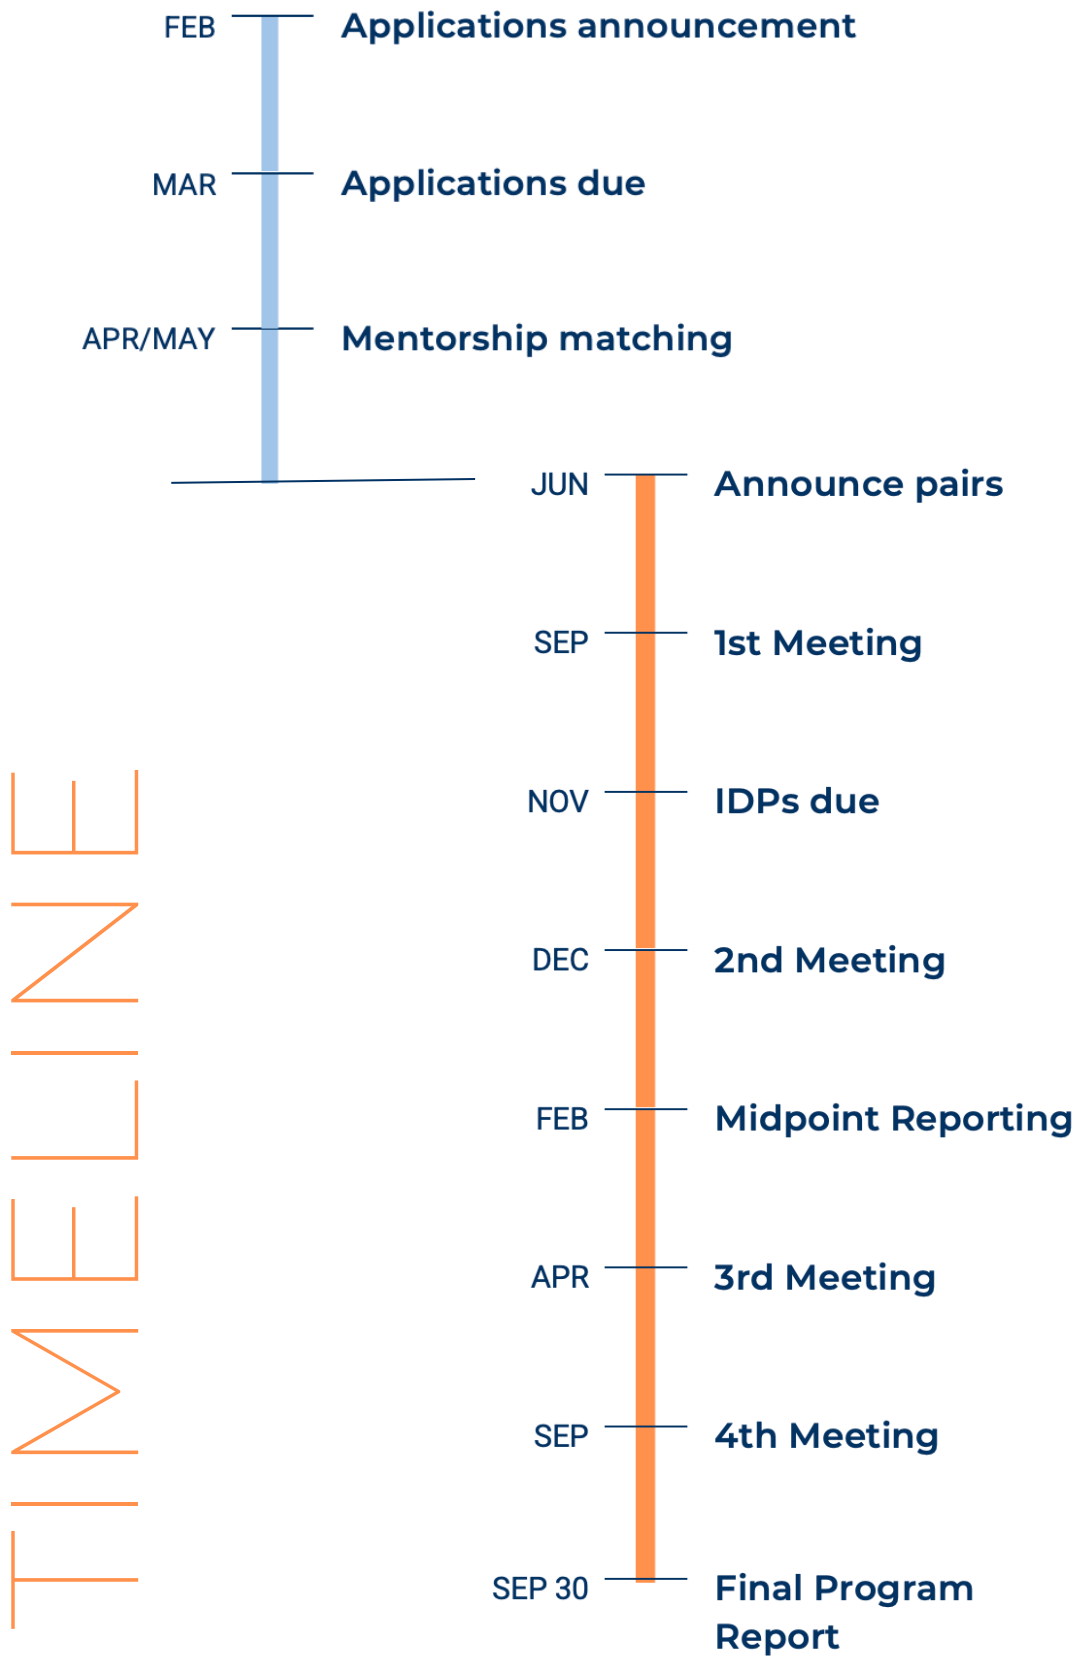 FEB Applications announcement
MAR Applications due
APR/MAY Mentorship matching
JUN Announce pairs
SEP 1st Meeting
NOV IDPs due
DEC 2nd Meeting
FEB Midpoint Reporting
APR 3rd Meeting
SEP 4th Meeting
SEP 30 Final Program
Report
TIMELINE